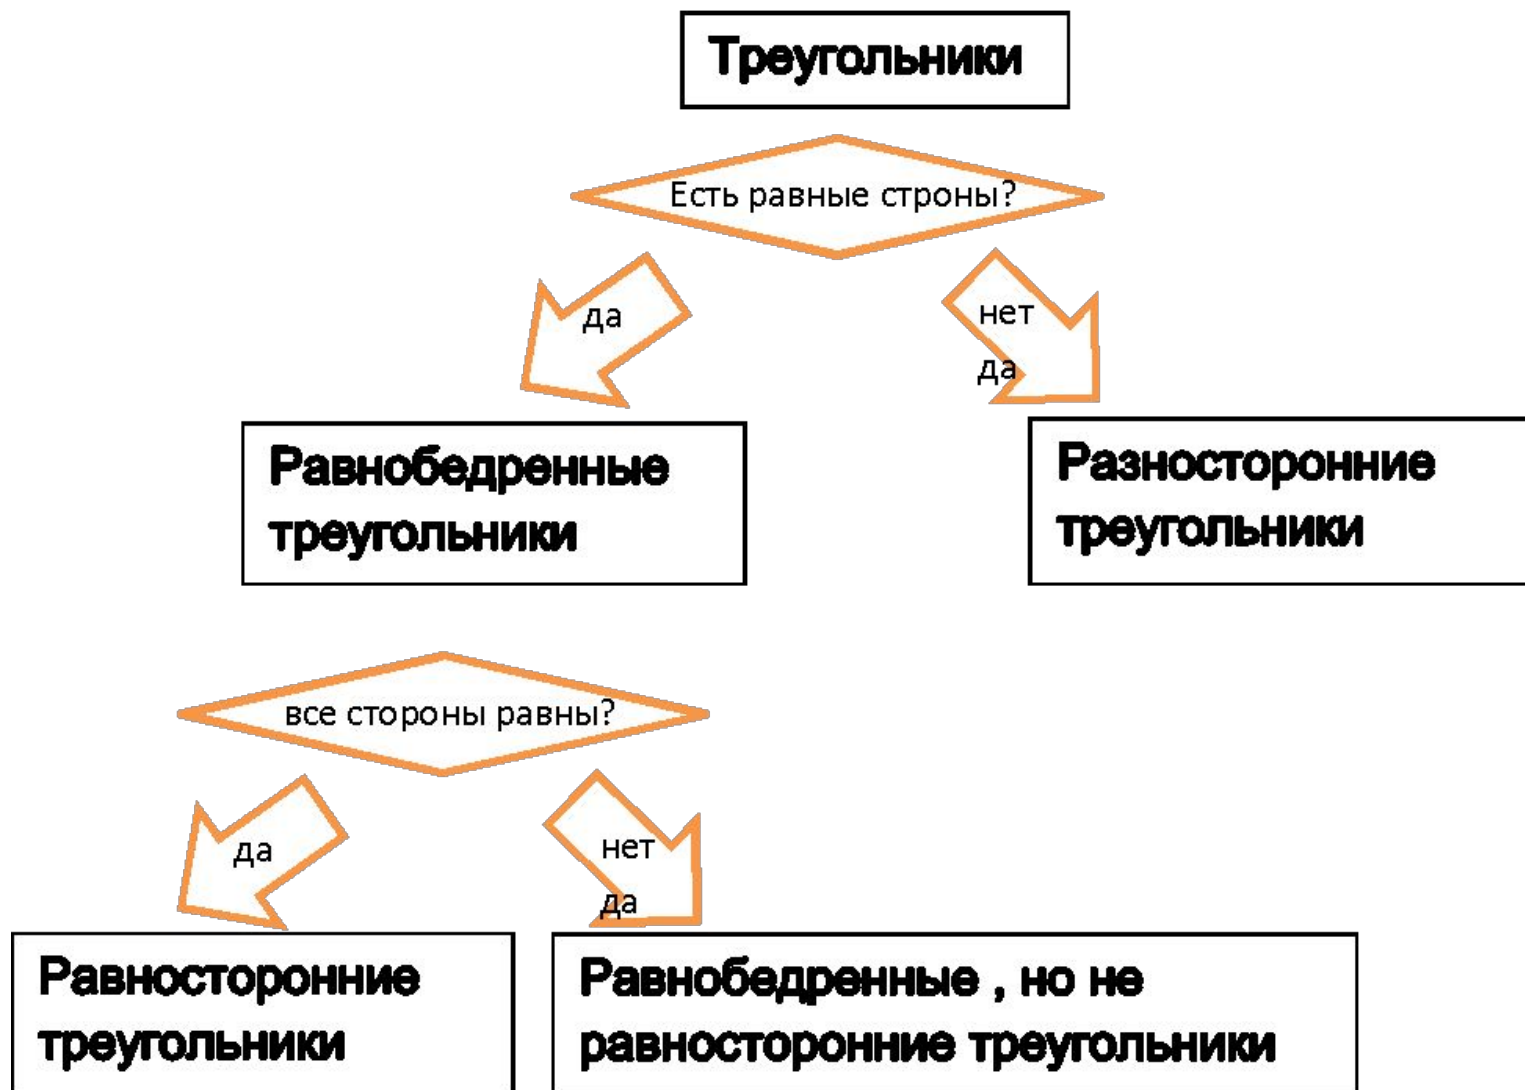 Треугольники
Есть равные строны?
да
нет
да
Равнобедренные
треугольники
Разносторонние
треугольники
все стороны равны?
да
нет
да
Равносторонние
треугольники
Равнобедренные , но не
равносторонние треугольники